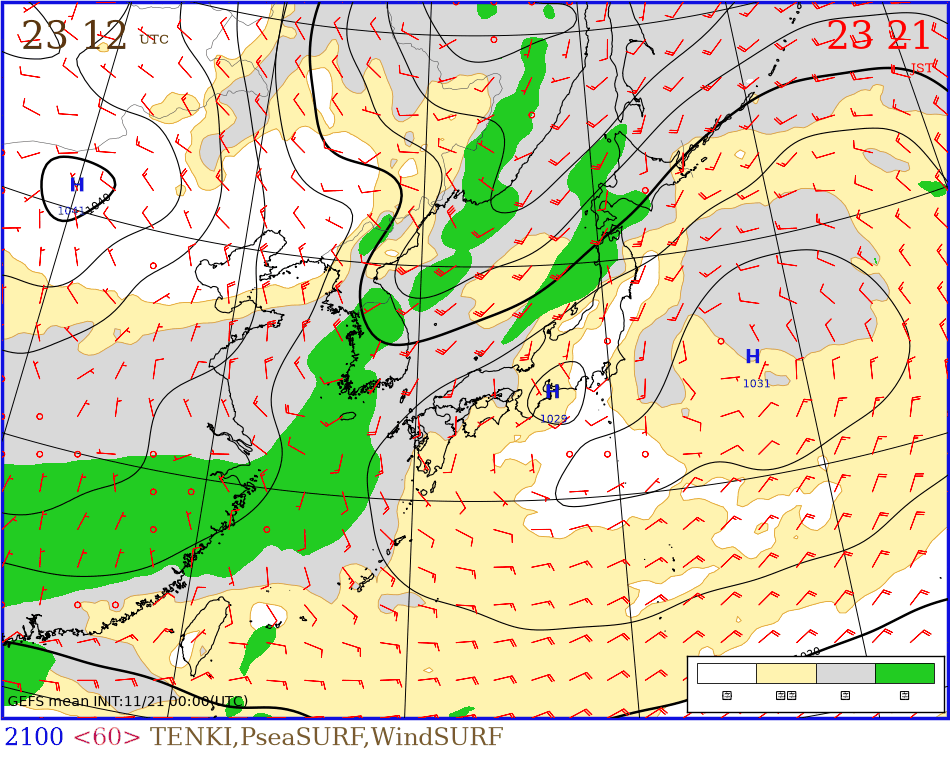 23 12 UTC
23 21
JST
H
1041
1040
H
1031
H
1029
1020
GEFS mean INIT:11/21 00:00(UTC)
2100 <60> TENKI,PseaSURF,WindSURF